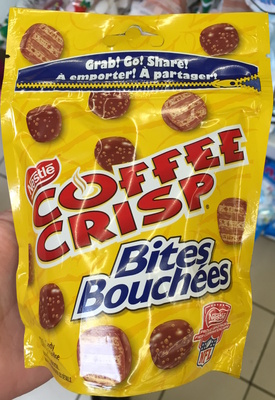 Grab! Go! Share!
À emporter! À partager!
Nestlé
COFFEE
CRISP
Bites
Bouchées